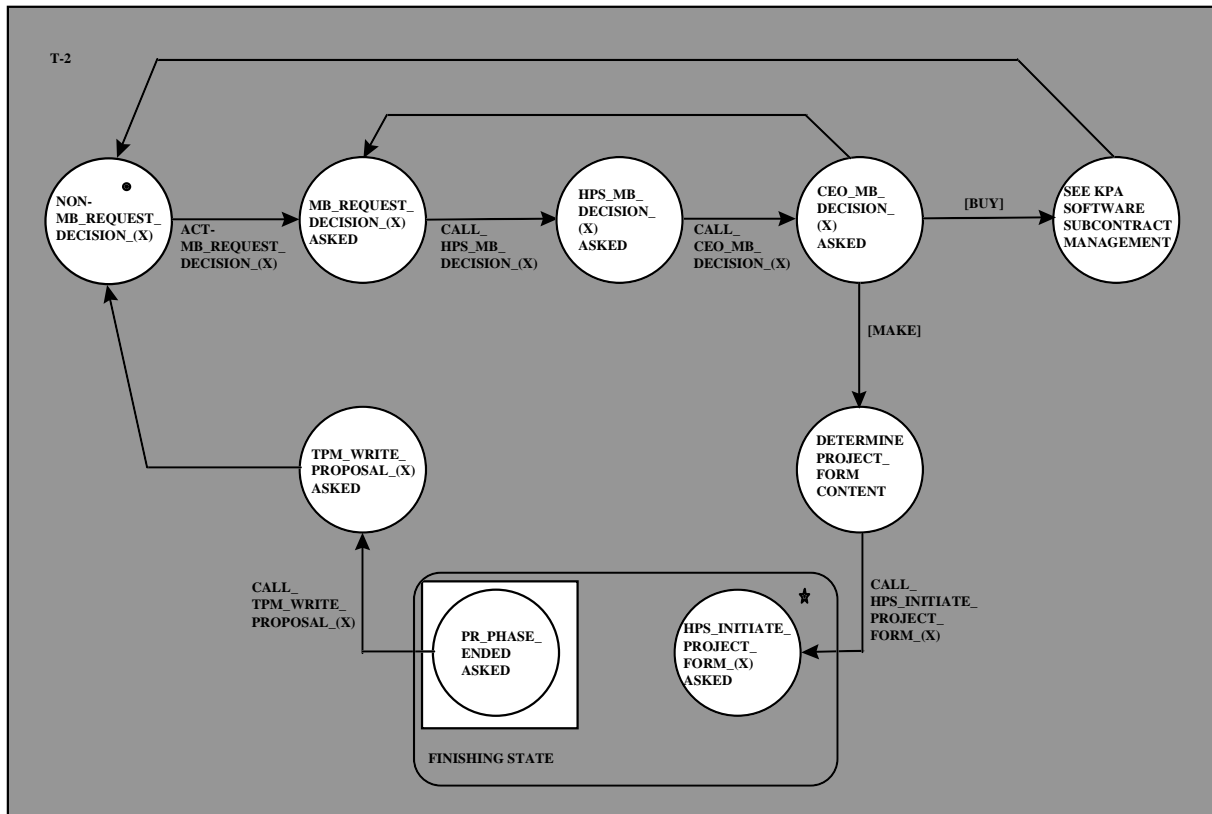 T-2
NON-
MB_REQUEST_
DECISION_(X)
ACT-
MB_REQUEST_
DECISION_(X)
MB_REQUEST_
DECISION_(X)
ASKED
CALL_
HPS_MB_
DECISION_(X)
HPS_MB_
DECISION_
(X)
ASKED
CALL_
CEO_MB_
DECISION_(X)
CEO_MB_
DECISION_
(X)
ASKED
[BUY]
SEE KPA
SOFTWARE
SUBCONTRACT
MANAGEMENT
[MAKE]
TPM_WRITE_
PROPOSAL_(X)
ASKED
DETERMINE
PROJECT_
FORM
CONTENT
CALL_
TPM_WRITE_
PROPOSAL_(X)
PR_PHASE_
ENDED
ASKED
HPS_INITIATE_
PROJECT_
FORM_(X)
ASKED
CALL_
HPS_INITIATE_
PROJECT_
FORM_(X)
FINISHING STATE